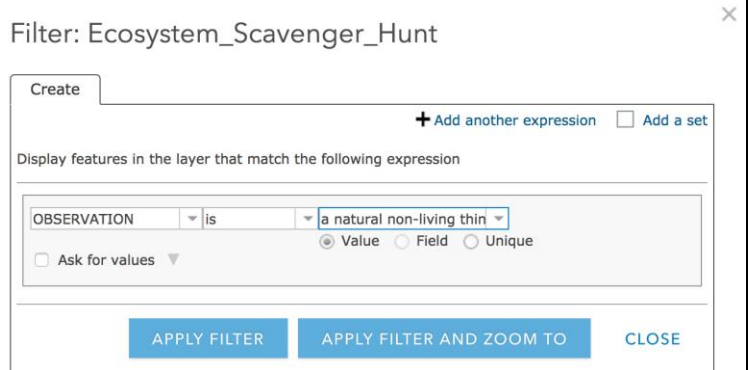 Filter: Ecosystem_Scavenger_Hunt
Create
Add another expression Add a set
Display features in the layer that match the following expression
OBSERVATION is a natural non-living thin
Value Field Unique
Ask for values
APPLY FILTER APPLY FILTER AND ZOOM TO CLOSE